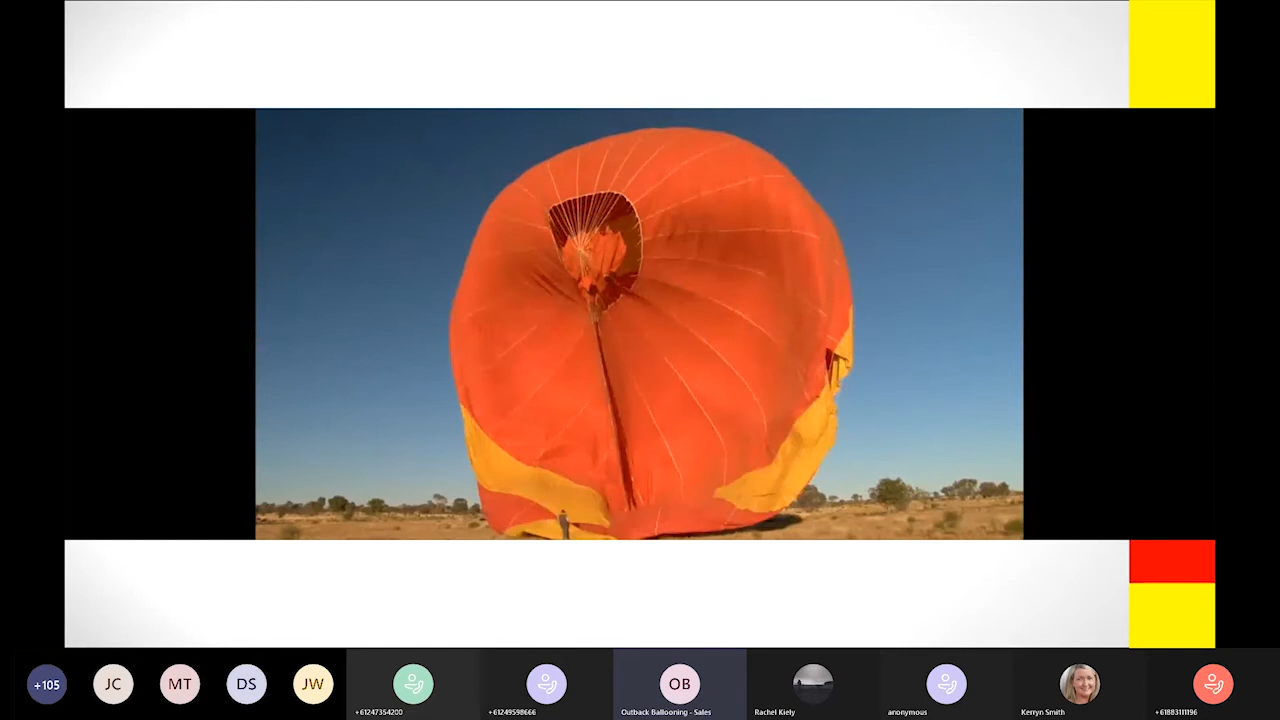 +105
JC
MT
DS
JW
OB
+61247354200
+61249598666
Outback Ballooning - Sales
Rachel Kiely
anonymous
Kerryn Smith
+61883111196